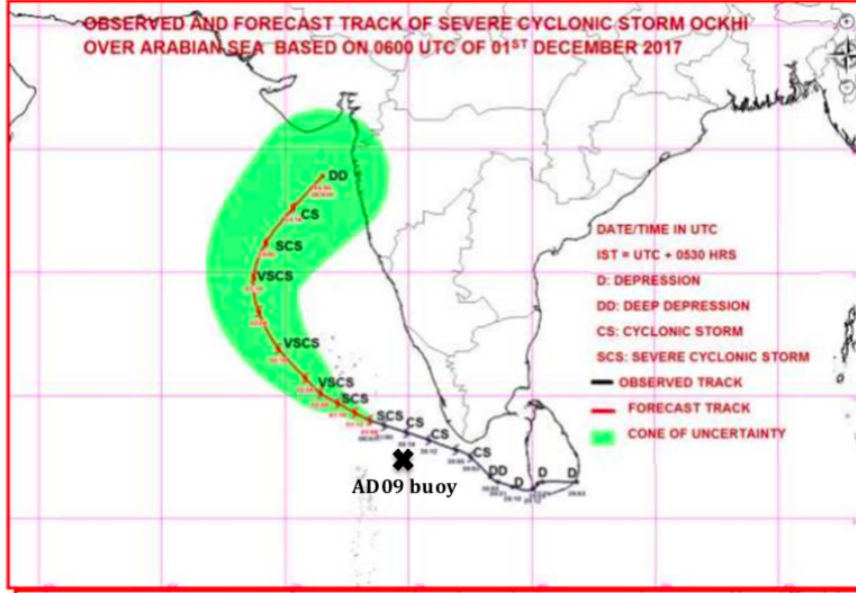 OBSERVED AND FORECAST TRACK OF SEVERE CYCLONIC STORM OCKHI
OVER ARABIAN SEA BASED ON 0600 UTC OF 01ST DECEMBER 2017
DD
CS
SCS
VSCS
VSCS
VSCS
SCS
SCS
CS
CS
CS
DD
D
D
D
AD09 buoy
DATE/TIME IN UTC
IST = UTC + 0530 HRS
D: DEPRESSION
DD: DEEP DEPRESSION
CS: CYCLONIC STORM
SCS: SEVERE CYCLONIC STORM
OBSERVED TRACK
FORECAST TRACK
CONE OF UNCERTAINTY